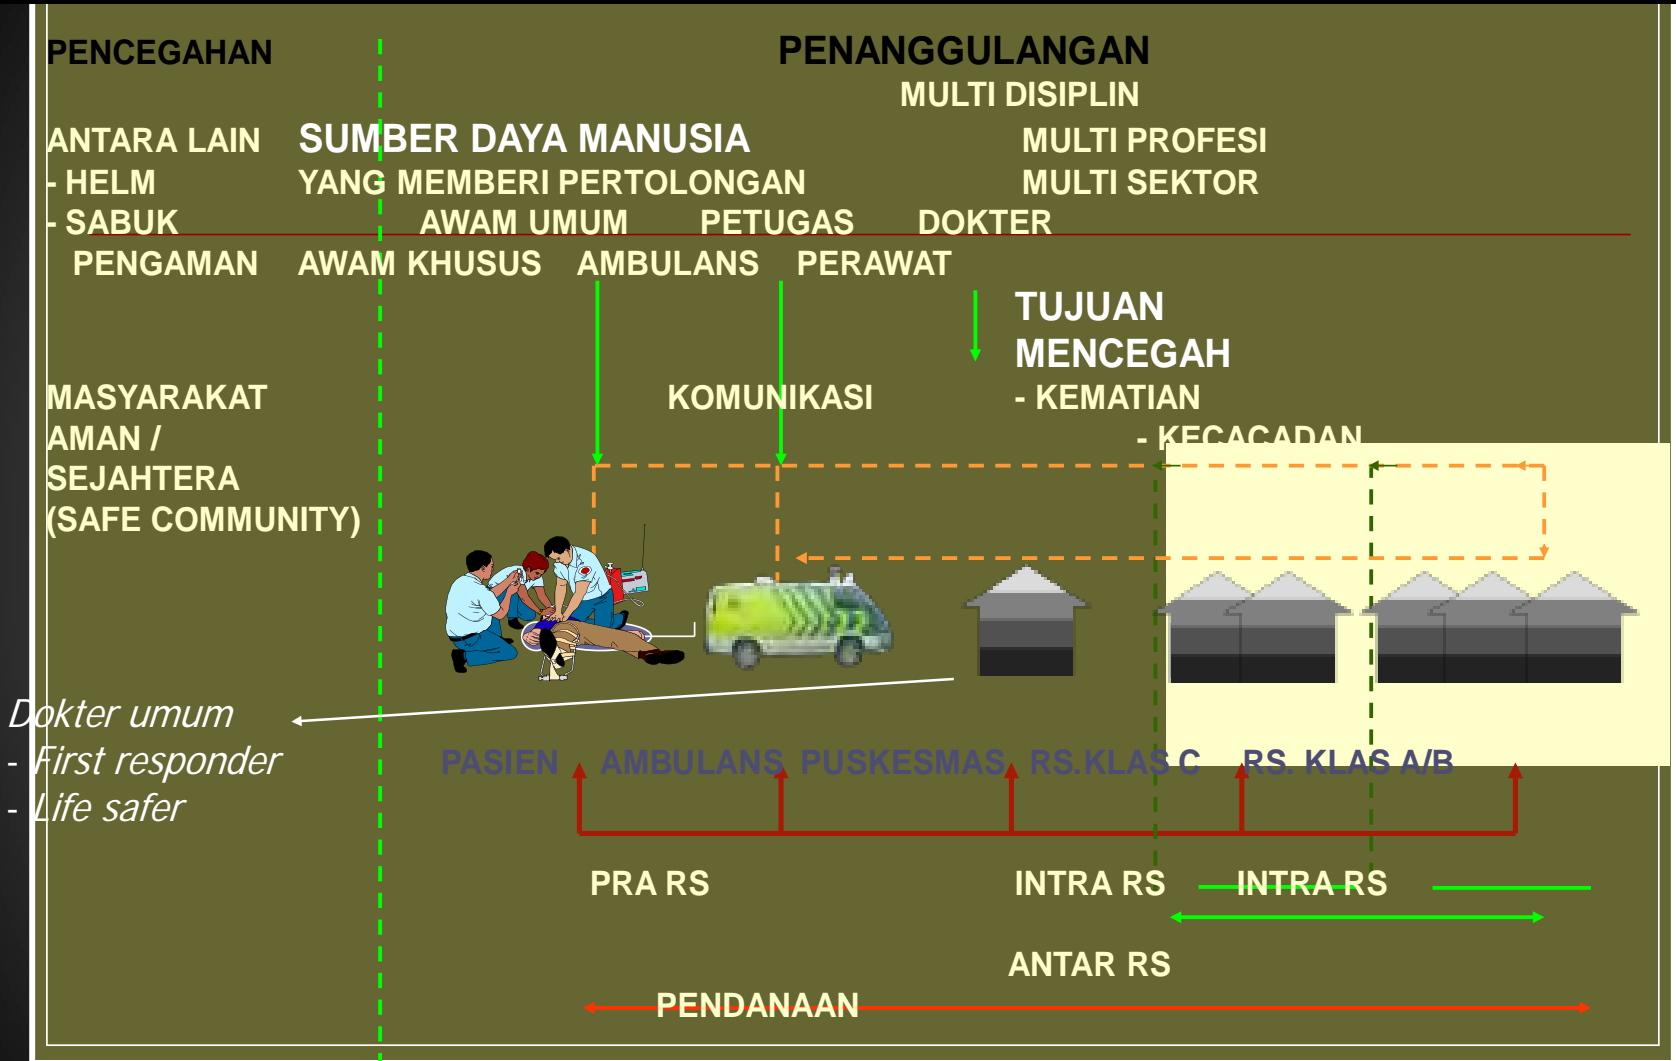 PENCEGAHAN PENANGGULANGAN
MULTI DISIPLIN
ANTARA LAIN SUMBER DAYA MANUSIA MULTI PROFESI
- HELM YANG MEMBERI PERTOLONGAN MULTI SEKTOR
- SABUK AWAM UMUM PETUGAS DOKTER
PENGAMAN AWAM KHUSUS AMBULANS PERAWAT
TUJUAN
MENCEGAH
MASYARAKAT KOMUNIKASI - KEMATIAN
AMAN / - KECACADAN
SEJAHTERA
(SAFE COMMUNITY)
Dokter umum
- First responder
- Life safer
PASIEN AMBULANS PUSKESMAS RS.KLAS C RS. KLAS A/B
PRA RS INTRA RS INTRA RS
ANTAR RS
PENDANAAN